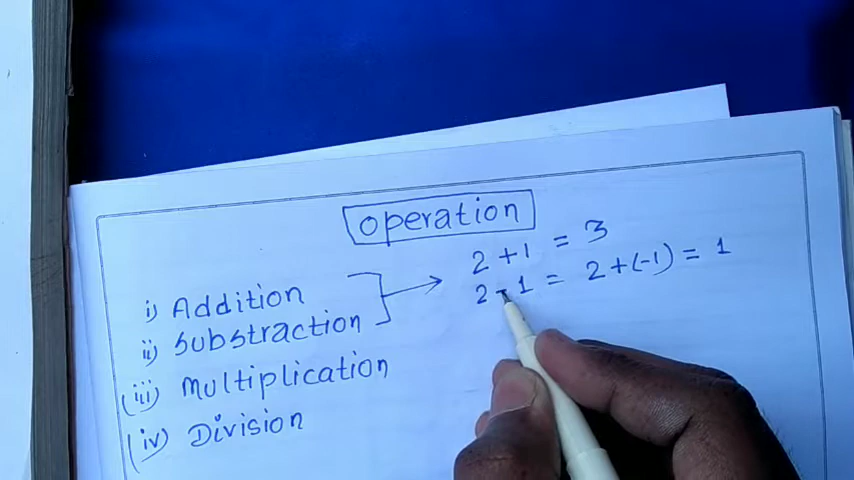 operation
2 + 1 = 3
2 - 1 = 2 + (-1) = 1
i) Addition
ii) Substraction
(iii) Multiplication
(iv) Division